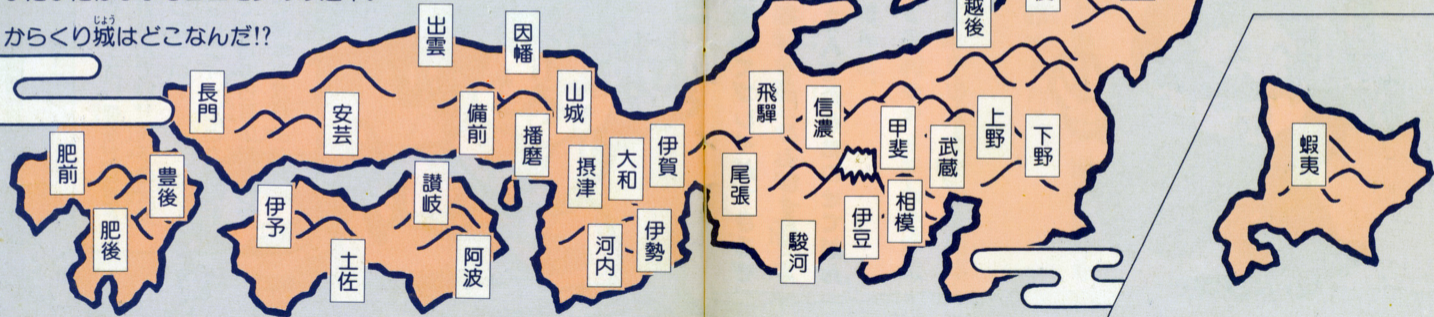 からくり城はどこなんだ!?
じょう
出雲
因幡
越後
長門
安芸
備前
播磨
山城
摂津
大和
伊賀
河内
伊勢
肥前
豊後
肥後
伊予
讃岐
土佐
阿波
飛驒
信濃
甲斐
武蔵
上野
下野
尾張
駿河
伊豆
相模
蝦夷